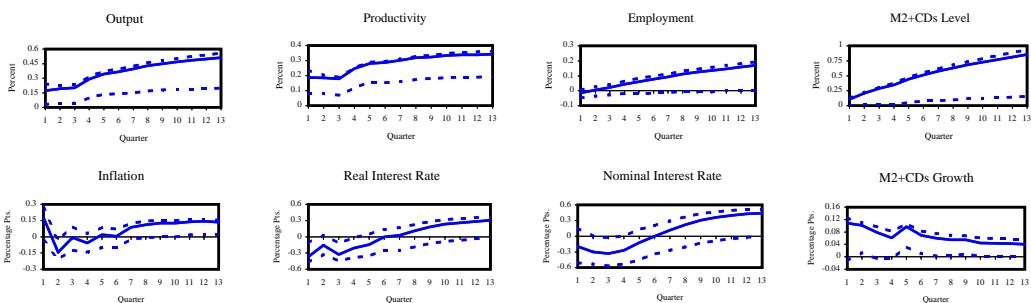 Output
Percent
0.6
0.45
0.3
0.15
0
1 2 3 4 5 6 7 8 9 10 11 12 13
Quarter
Productivity
Percent
0.4
0.3
0.2
0.1
0
1 2 3 4 5 6 7 8 9 10 11 12 13
Quarter
Employment
Percent
0.3
0.2
0.1
0
-0.1
1 2 3 4 5 6 7 8 9 10 11 12 13
Quarter
M2+CDs Level
Percent
1
0.75
0.5
0.25
0
1 2 3 4 5 6 7 8 9 10 11 12 13
Quarter
Inflation
Percentage Pts.
0.3
0.15
0
-0.15
-0.3
1 2 3 4 5 6 7 8 9 10 11 12 13
Quarter
Real Interest Rate
Percentage Pts.
0.6
0.3
0
-0.3
-0.6
1 2 3 4 5 6 7 8 9 10 11 12 13
Quarter
Nominal Interest Rate
Percentage Pts.
0.6
0.3
0
-0.3
-0.6
1 2 3 4 5 6 7 8 9 10 11 12 13
Quarter
M2+CDs Growth
Percentage Pts.
0.16
0.12
0.08
0.04
0
-0.04
1 2 3 4 5 6 7 8 9 10 11 12 13
Quarter